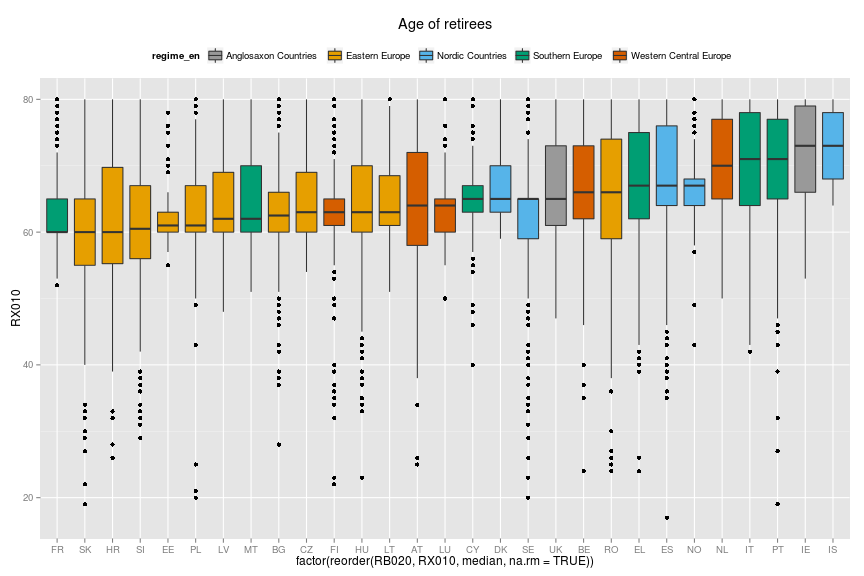 Age of retirees
regime_en Anglosaxon Countries Eastern Europe Nordic Countries Southern Europe Western Central Europe
RX010
80
60
40
20
FR SK HR SI EE PL LV MT BG CZ FI HU LT AT LU CY DK SE UK BE RO EL ES NO NL IT PT IE IS
factor(reorder(RB020, RX010, median, na.rm = TRUE))